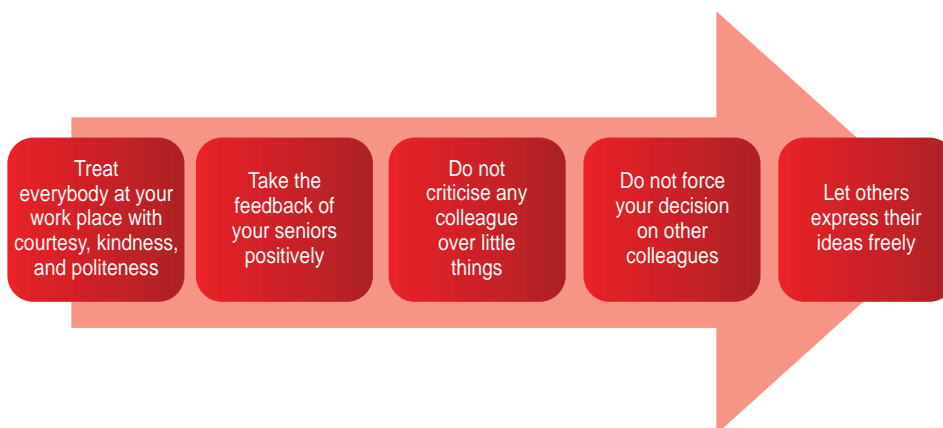 Treat
everybody at your
work place with
courtesy, kindness,
and politeness
Take the
feedback of
your seniors
positively
Do not
criticise any
colleague
over little
things
Do not force
your decision
on other
colleagues
Let others
express their
ideas freely